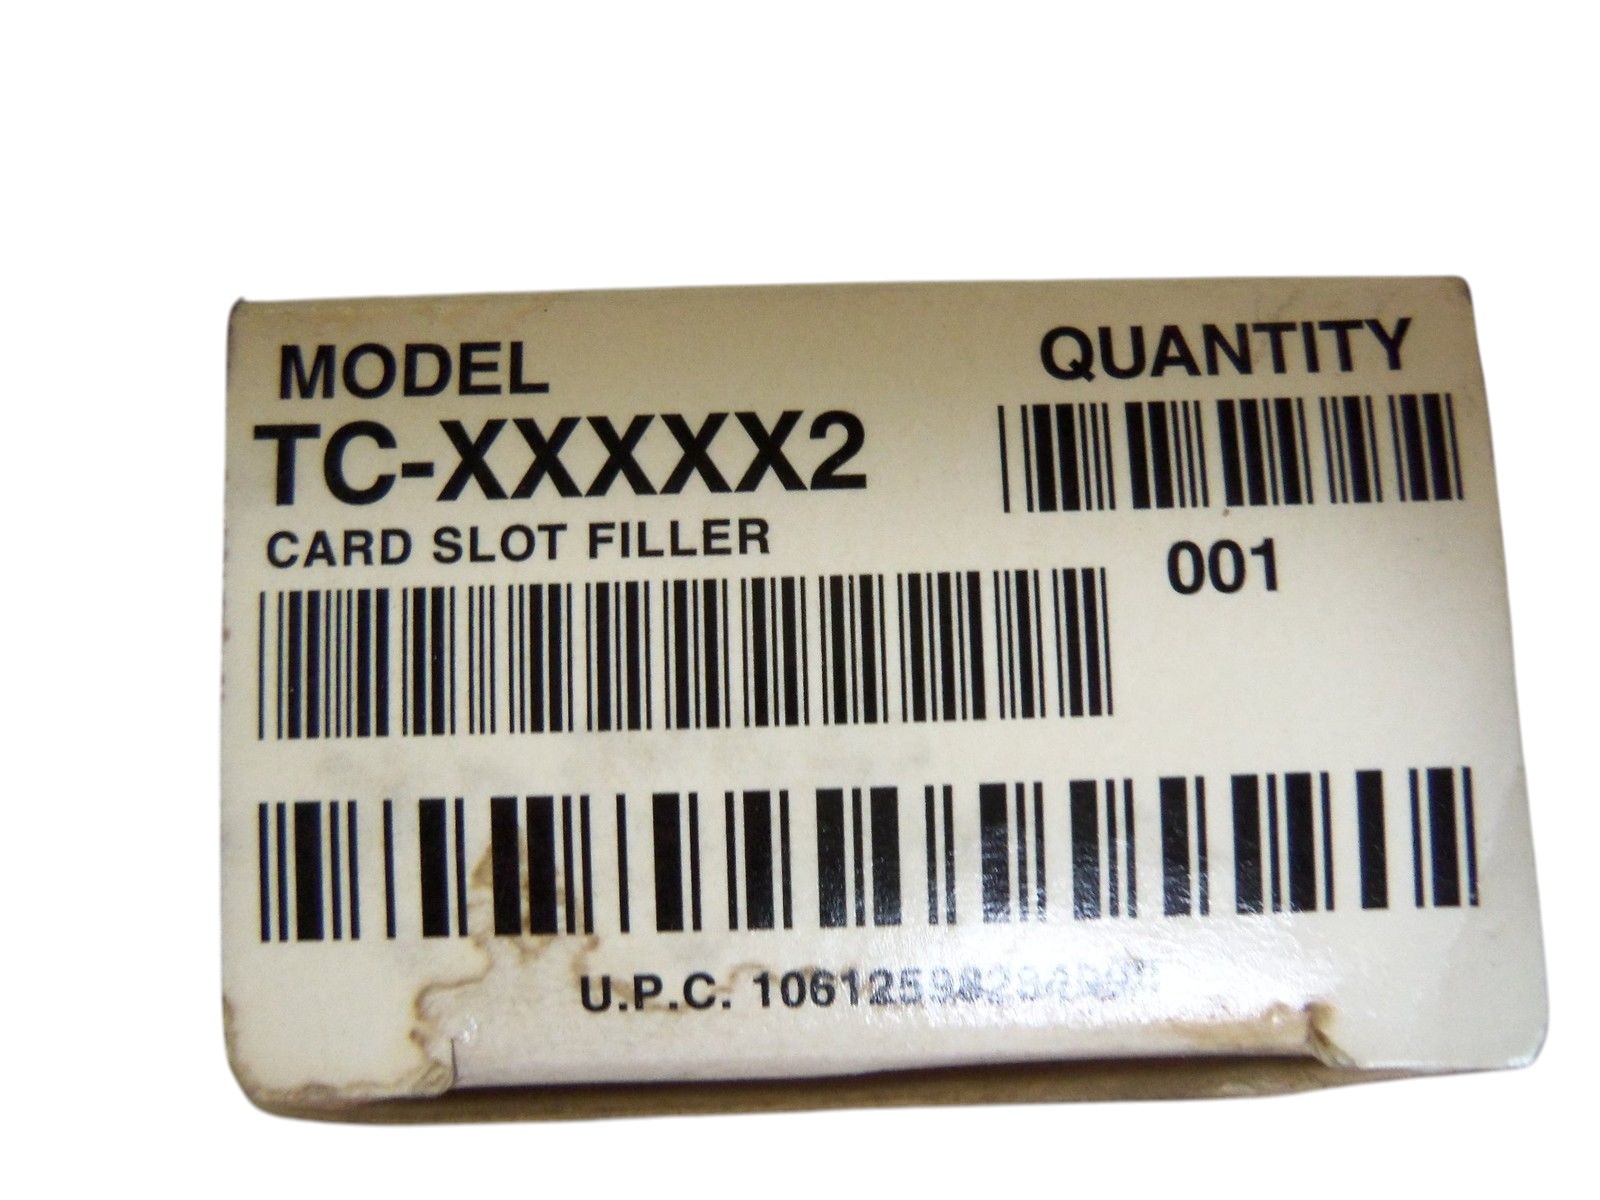 MODEL
TC-XXXXX2
CARD SLOT FILLER
QUANTITY
001
U.P.C.